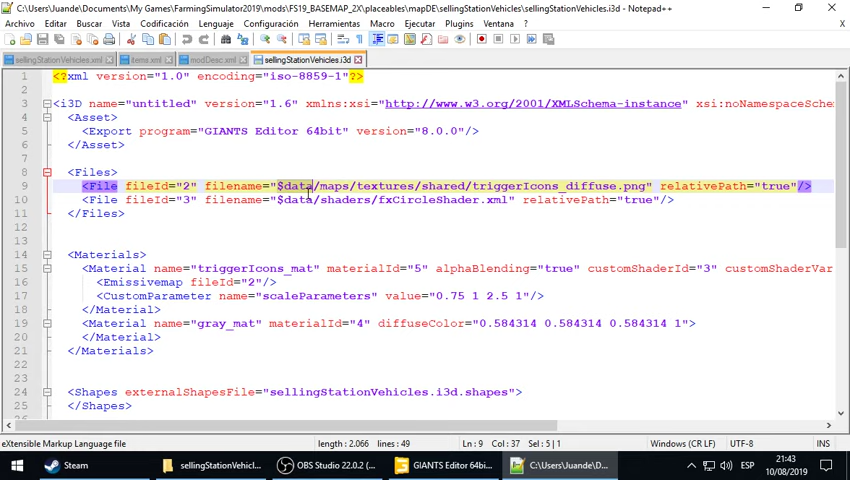 C:\Users\Juande\Documents\My Games\FarmingSimulator2019\mods\FS19_BASEMAP_2X\placeables\mapDE\sellingStationVehicles\sellingStationVehicles.i3d - Notepad++
Archivo Editar Buscar Vista Codificación Lenguaje Configuración Herramientas Macro Ejecutar Plugins Ventana ?
sellingStationVehicles.xml items.xml modDesc.xml sellingStationVehicles.i3d
1 <?xml version="1.0" encoding="iso-8859-1"?>
2
3 <i3D name="untitled" version="1.6" xmlns:xsi="http://www.w3.org/2001/XMLSchema-instance" xsi:noNamespaceSchem
4 <Asset>
5 <Export program="GIANTS Editor 64bit" version="8.0.0"/>
6 </Asset>
7
8 <Files>
9 <File fileId="2" filename="$data/maps/textures/shared/triggerIcons_diffuse.png" relativePath="true"/>
10 <File fileId="3" filename="$data/shaders/fxCircleShader.xml" relativePath="true"/>
11 </Files>
12
13
14 <Materials>
15 <Material name="triggerIcons_mat" materialId="5" alphaBlending="true" customShaderId="3" customShaderVar
16 <Emissivemap fileId="2"/>
17 <CustomParameter name="scaleParameters" value="0.75 1 2.5 1"/>
18 </Material>
19 <Material name="gray_mat" materialId="4" diffuseColor="0.584314 0.584314 0.584314 1">
20 </Material>
21 </Materials>
22
23
24 <Shapes externalShapesFile="sellingStationVehicles.i3d.shapes">
25 </Shapes>
26
eXtensible Markup Language file length : 2.066 lines : 49 Ln : 9 Col : 37 Sel : 5 | 1 Windows (CR LF) UTF-8 INS
Steam sellingStationVehicl... OBS Studio 22.0.2 (... GIANTS Editor 64bi... C:\Users\Juande\D... ESP 21:43
10/08/2019